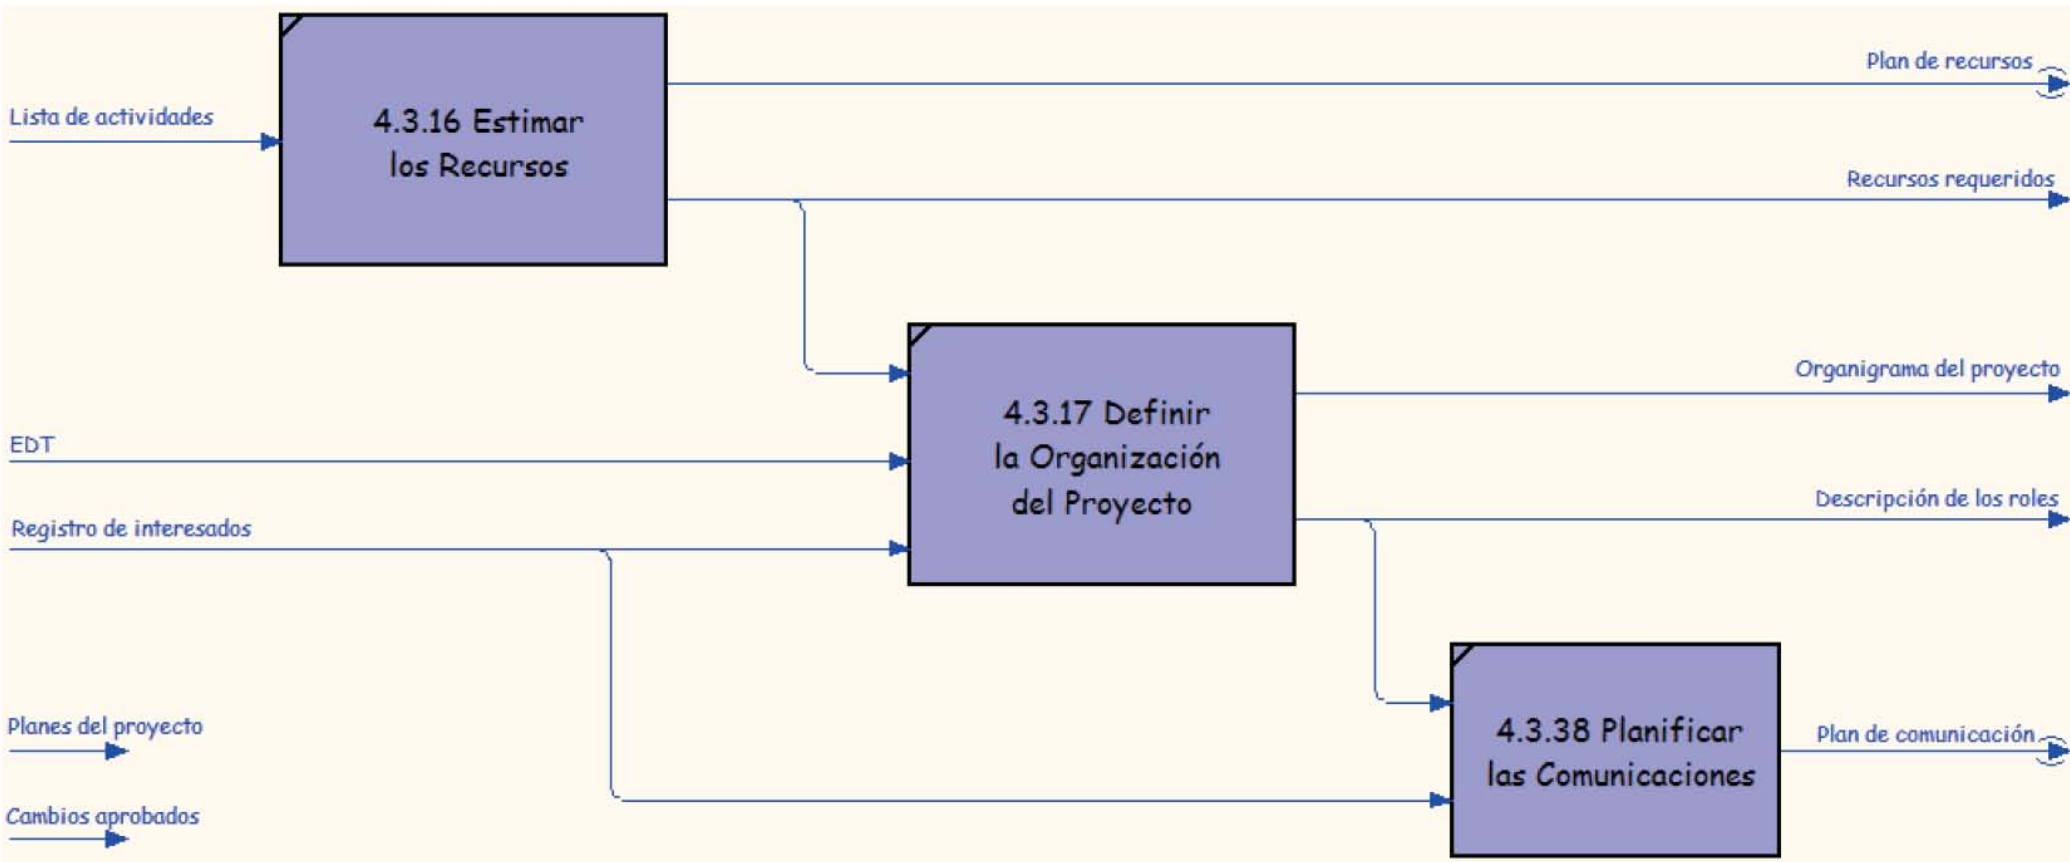 Plan de recursos
Lista de actividades
4.3.16 Estimar
los Recursos
Recursos requeridos
Organigrama del proyecto
4.3.17 Definir
la Organización
del Proyecto
EDT
Registro de interesados
Descripción de los roles
Planes del proyecto
4.3.38 Planificar
las Comunicaciones
Plan de comunicación
Cambios aprobados